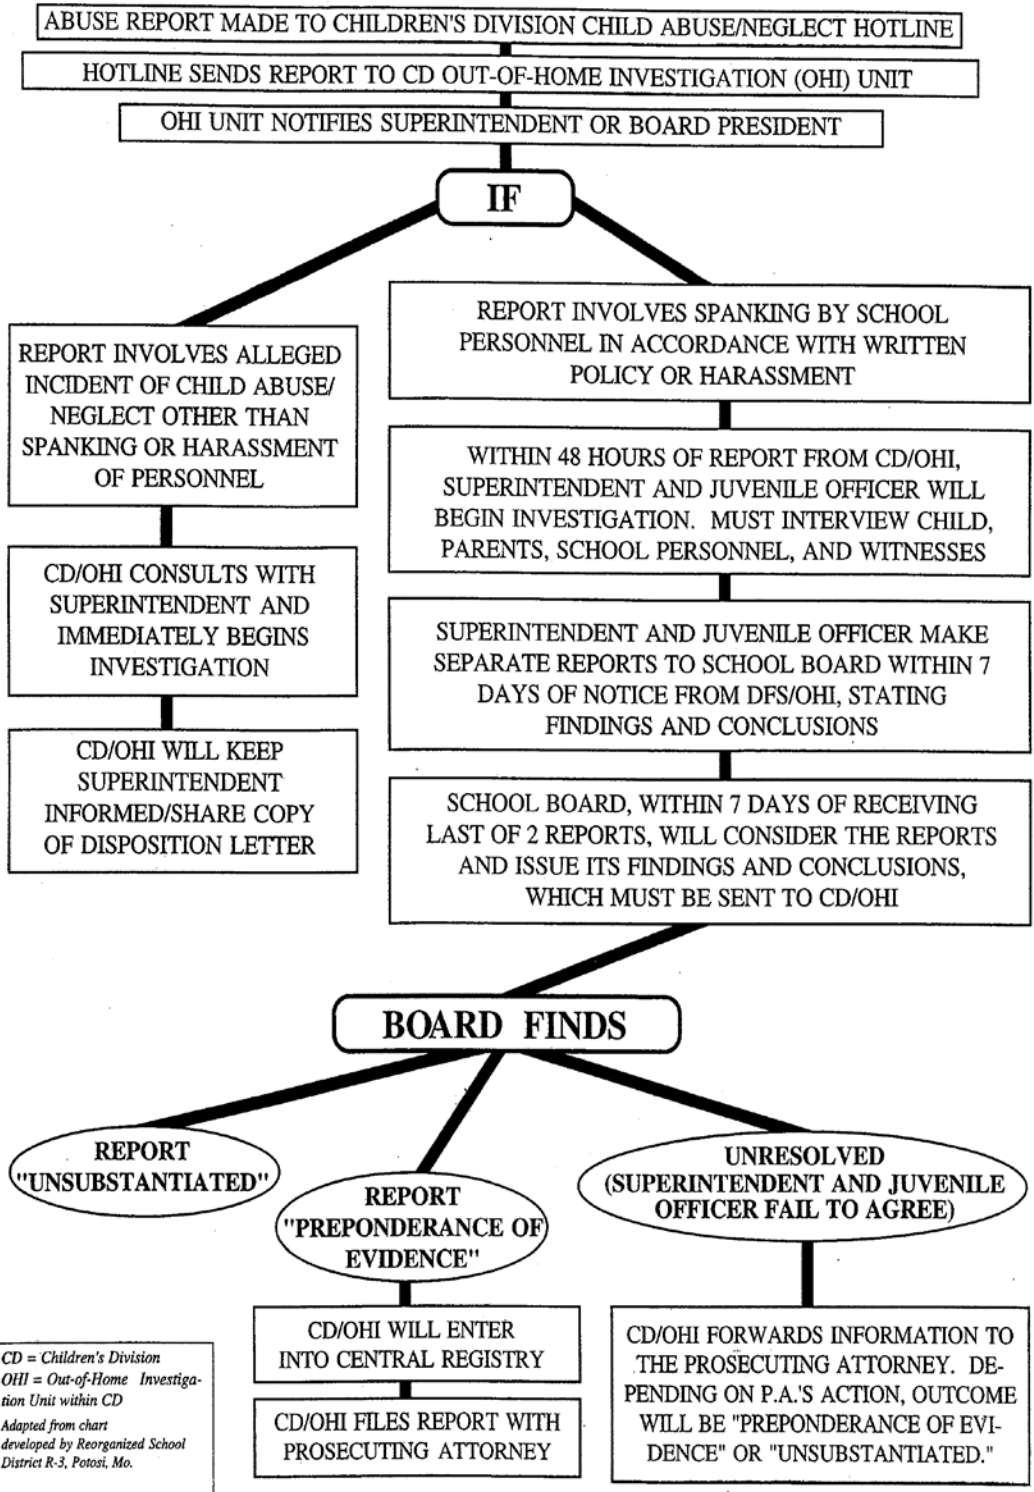 ABUSE REPORT MADE TO CHILDREN'S DIVISION CHILD ABUSE/NEGLECT HOTLINE
HOTLINE SENDS REPORT TO CD OUT-OF-HOME INVESTIGATION (OHI) UNIT
OHI UNIT NOTIFIES SUPERINTENDENT OR BOARD PRESIDENT
IF
REPORT INVOLVES ALLEGED
INCIDENT OF CHILD ABUSE/
NEGLECT OTHER THAN
SPANKING OR HARASSMENT
OF PERSONNEL
CD/OHI CONSULTS WITH
SUPERINTENDENT AND
IMMEDIATELY BEGINS
INVESTIGATION
CD/OHI WILL KEEP
SUPERINTENDENT
INFORMED/SHARE COPY
OF DISPOSITION LETTER
REPORT INVOLVES SPANKING BY SCHOOL
PERSONNEL IN ACCORDANCE WITH WRITTEN
POLICY OR HARASSMENT
WITHIN 48 HOURS OF REPORT FROM CD/OHI,
SUPERINTENDENT AND JUVENILE OFFICER WILL
BEGIN INVESTIGATION. MUST INTERVIEW CHILD,
PARENTS, SCHOOL PERSONNEL, AND WITNESSES
SUPERINTENDENT AND JUVENILE OFFICER MAKE
SEPARATE REPORTS TO SCHOOL BOARD WITHIN 7
DAYS OF NOTICE FROM DFS/OHI, STATING
FINDINGS AND CONCLUSIONS
SCHOOL BOARD, WITHIN 7 DAYS OF RECEIVING
LAST OF 2 REPORTS, WILL CONSIDER THE REPORTS
AND ISSUE ITS FINDINGS AND CONCLUSIONS,
WHICH MUST BE SENT TO CD/OHI
BOARD FINDS
REPORT
"UNSUBSTANTIATED"
REPORT
"PREPONDERANCE OF
EVIDENCE"
CD/OHI WILL ENTER
INTO CENTRAL REGISTRY
CD/OHI FILES REPORT WITH
PROSECUTING ATTORNEY
UNRESOLVED
(SUPERINTENDENT AND JUVENILE
OFFICER FAIL TO AGREE)
CD/OHI FORWARDS INFORMATION TO
THE PROSECUTING ATTORNEY. DE-
PENDING ON P.A.'S ACTION, OUTCOME
WILL BE "PREPONDERANCE OF EVI-
DENCE" OR "UNSUBSTANTIATED."
CD = Children's Division
OHI = Out-of-Home Investiga-
tion Unit within CD
Adapted from chart
developed by Reorganized School
District R-3, Potosi, Mo.